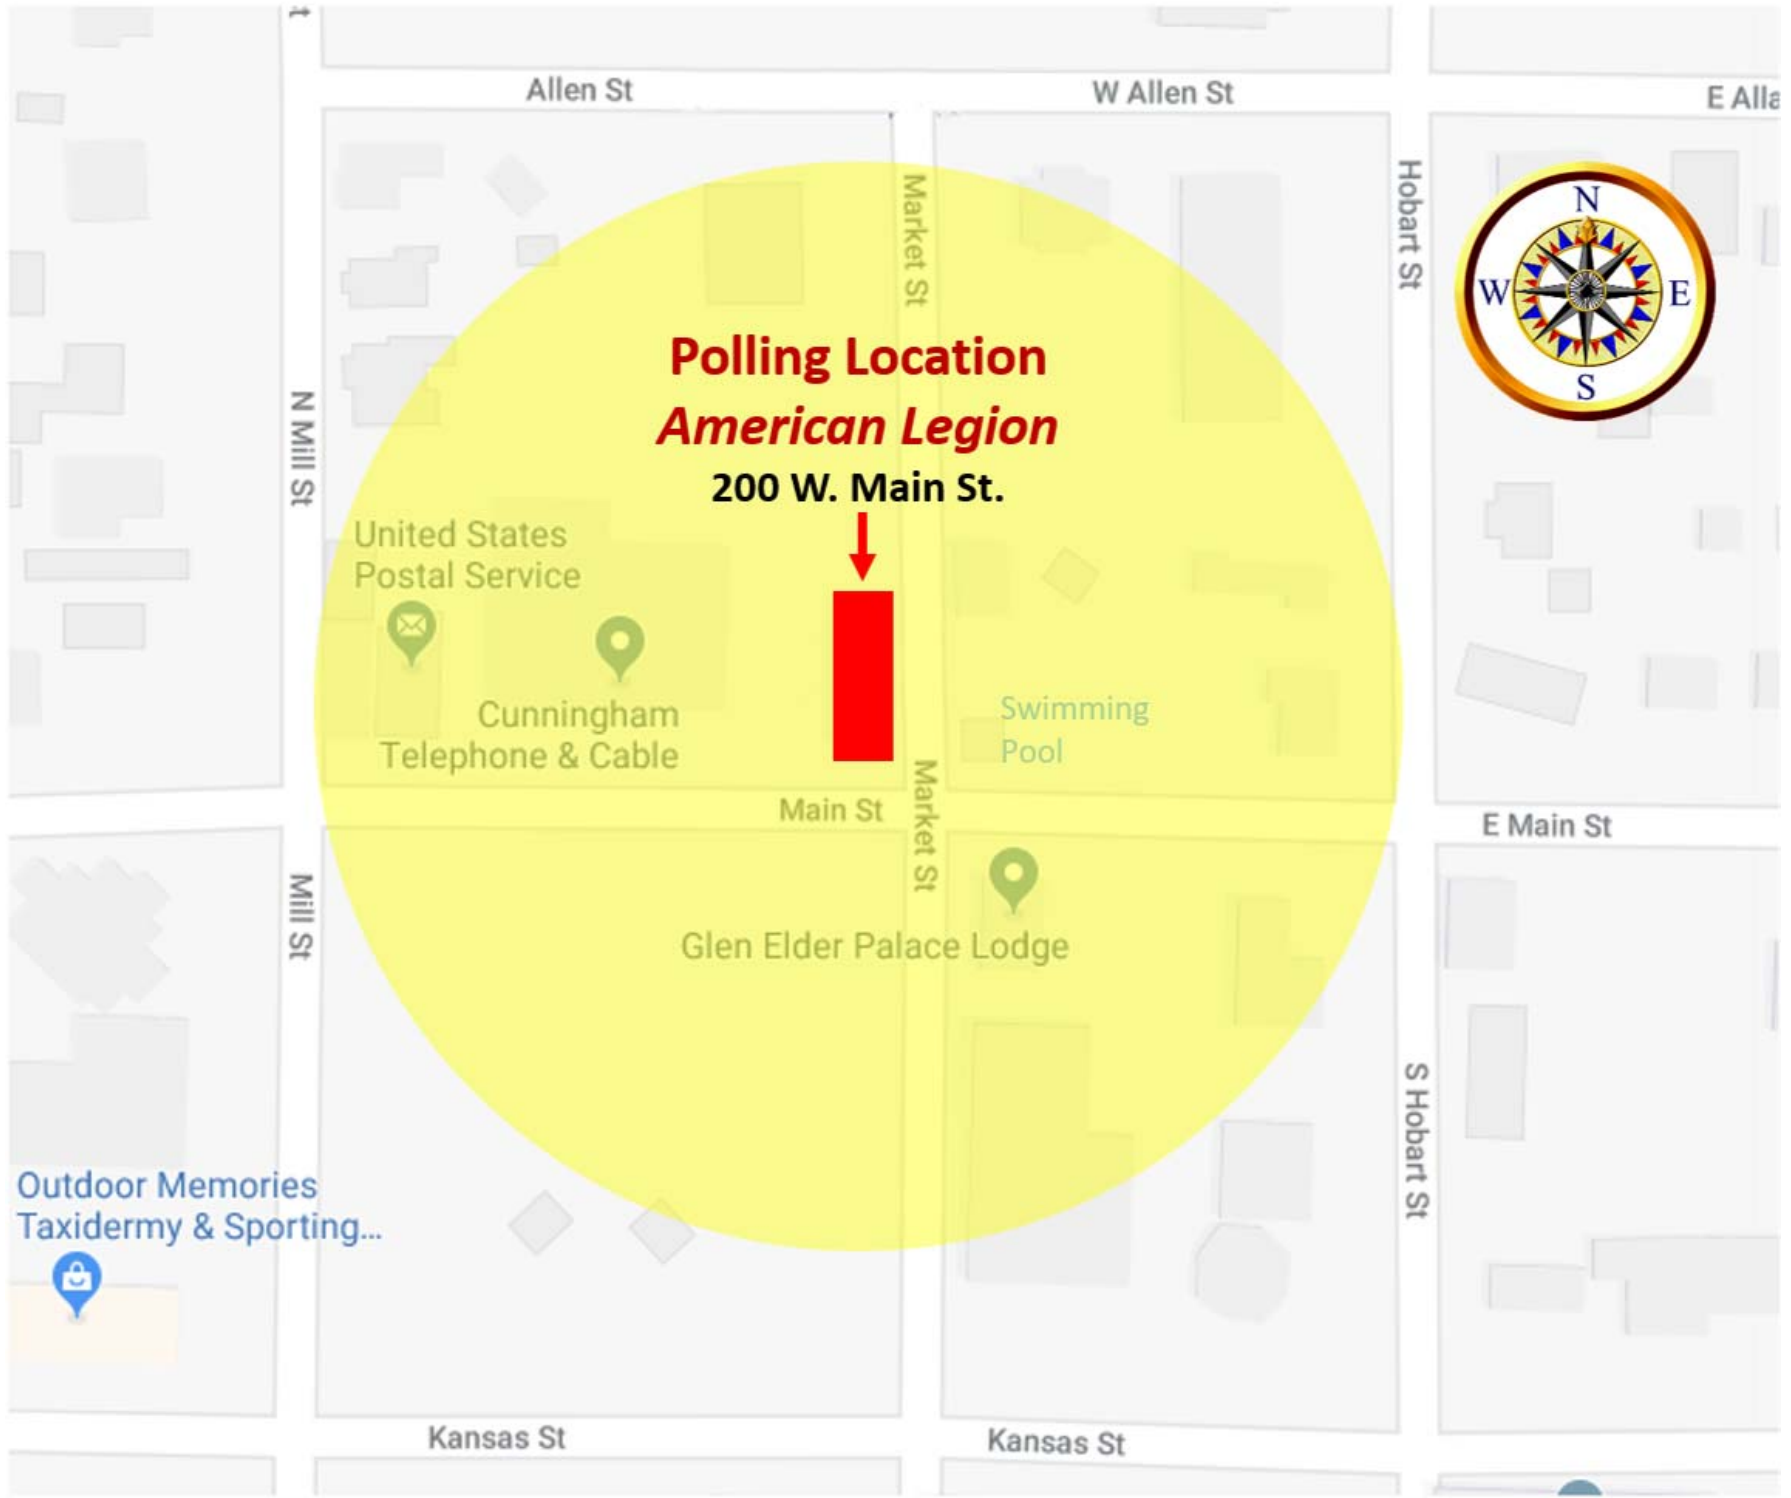 t
Allen St
W Allen St
E Alla
Market St
Hobart St
N
W
E
S
Polling Location
American Legion
200 W. Main St.
N Mill St
United States
Postal Service
Cunningham
Telephone & Cable
Swimming
Pool
Main St
Market St
E Main St
Mill St
Glen Elder Palace Lodge
S Hobart St
Outdoor Memories
Taxidermy & Sporting...
Kansas St
Kansas St